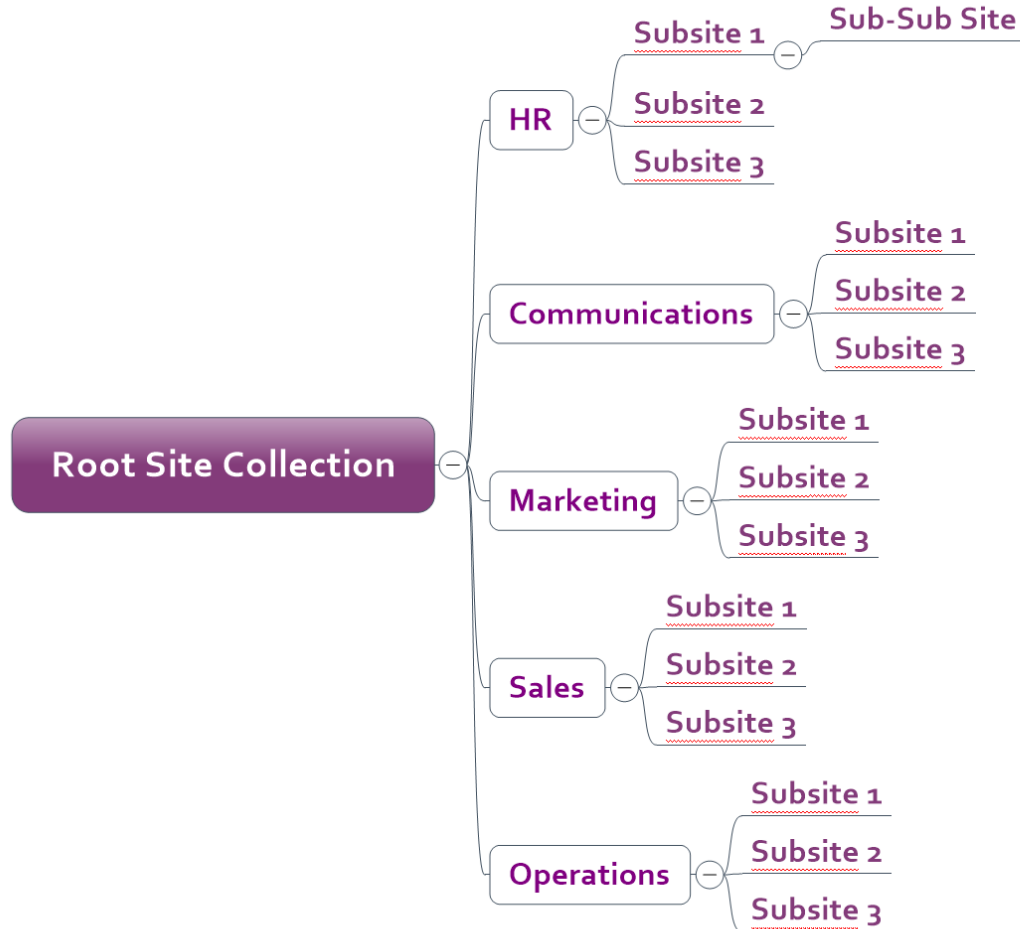 Root Site Collection
HR
Subsite 1
Sub-Sub Site
Subsite 2
Subsite 3
Communications
Subsite 1
Subsite 2
Subsite 3
Marketing
Subsite 1
Subsite 2
Subsite 3
Sales
Subsite 1
Subsite 2
Subsite 3
Operations
Subsite 1
Subsite 2
Subsite 3